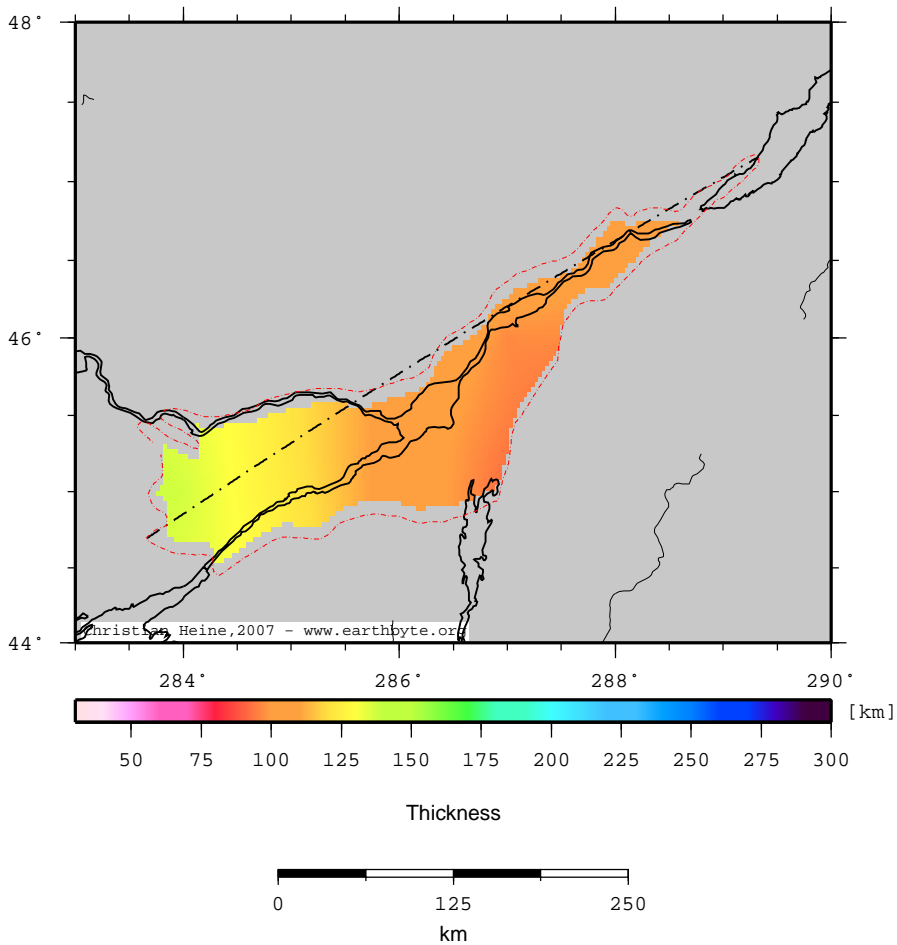 48°
46°
44°
Christian Heine,2007 - www.earthbyte.org
284° 286° 288° 290°
[km]
50 75 100 125 150 175 200 225 250 275 300
Thickness
0 125 250
km